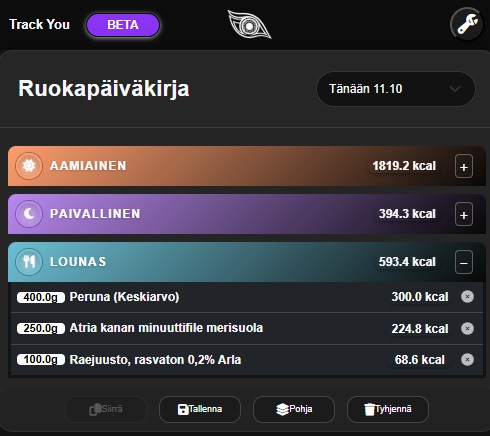 Track You BETA
Ruokapäiväkirja Tänään 11.10
AAMIAINEN 1819.2 kcal +
PAIVALLINEN 394.3 kcal +
LOUNAS 593.4 kcal –
400.0g Peruna (Keskiarvo) 300.0 kcal
250.0g Atria kanan minuuttifile merisuola 224.8 kcal
100.0g Raejuusto, rasvaton 0,2% Arla 68.6 kcal
Siirrä Tallenna Pohja Tyhjennä